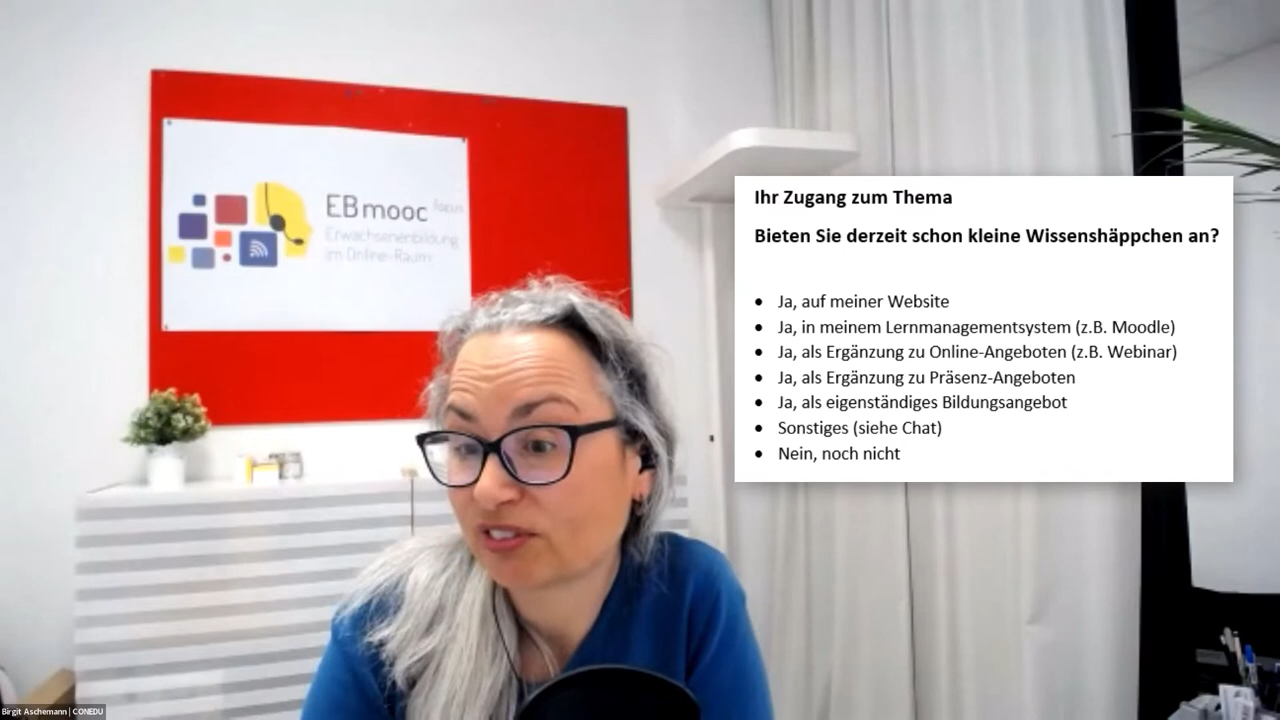 EBmooc focus
Erwachsenenbildung
im Online-Raum
Ihr Zugang zum Thema
Bieten Sie derzeit schon kleine Wissenshäppchen an?
• Ja, auf meiner Website
• Ja, in meinem Lernmanagementsystem (z.B. Moodle)
• Ja, als Ergänzung zu Online-Angeboten (z.B. Webinar)
• Ja, als Ergänzung zu Präsenz-Angeboten
• Ja, als eigenständiges Bildungsangebot
• Sonstiges (siehe Chat)
• Nein, noch nicht
Birgit Aschemann | CONEDU